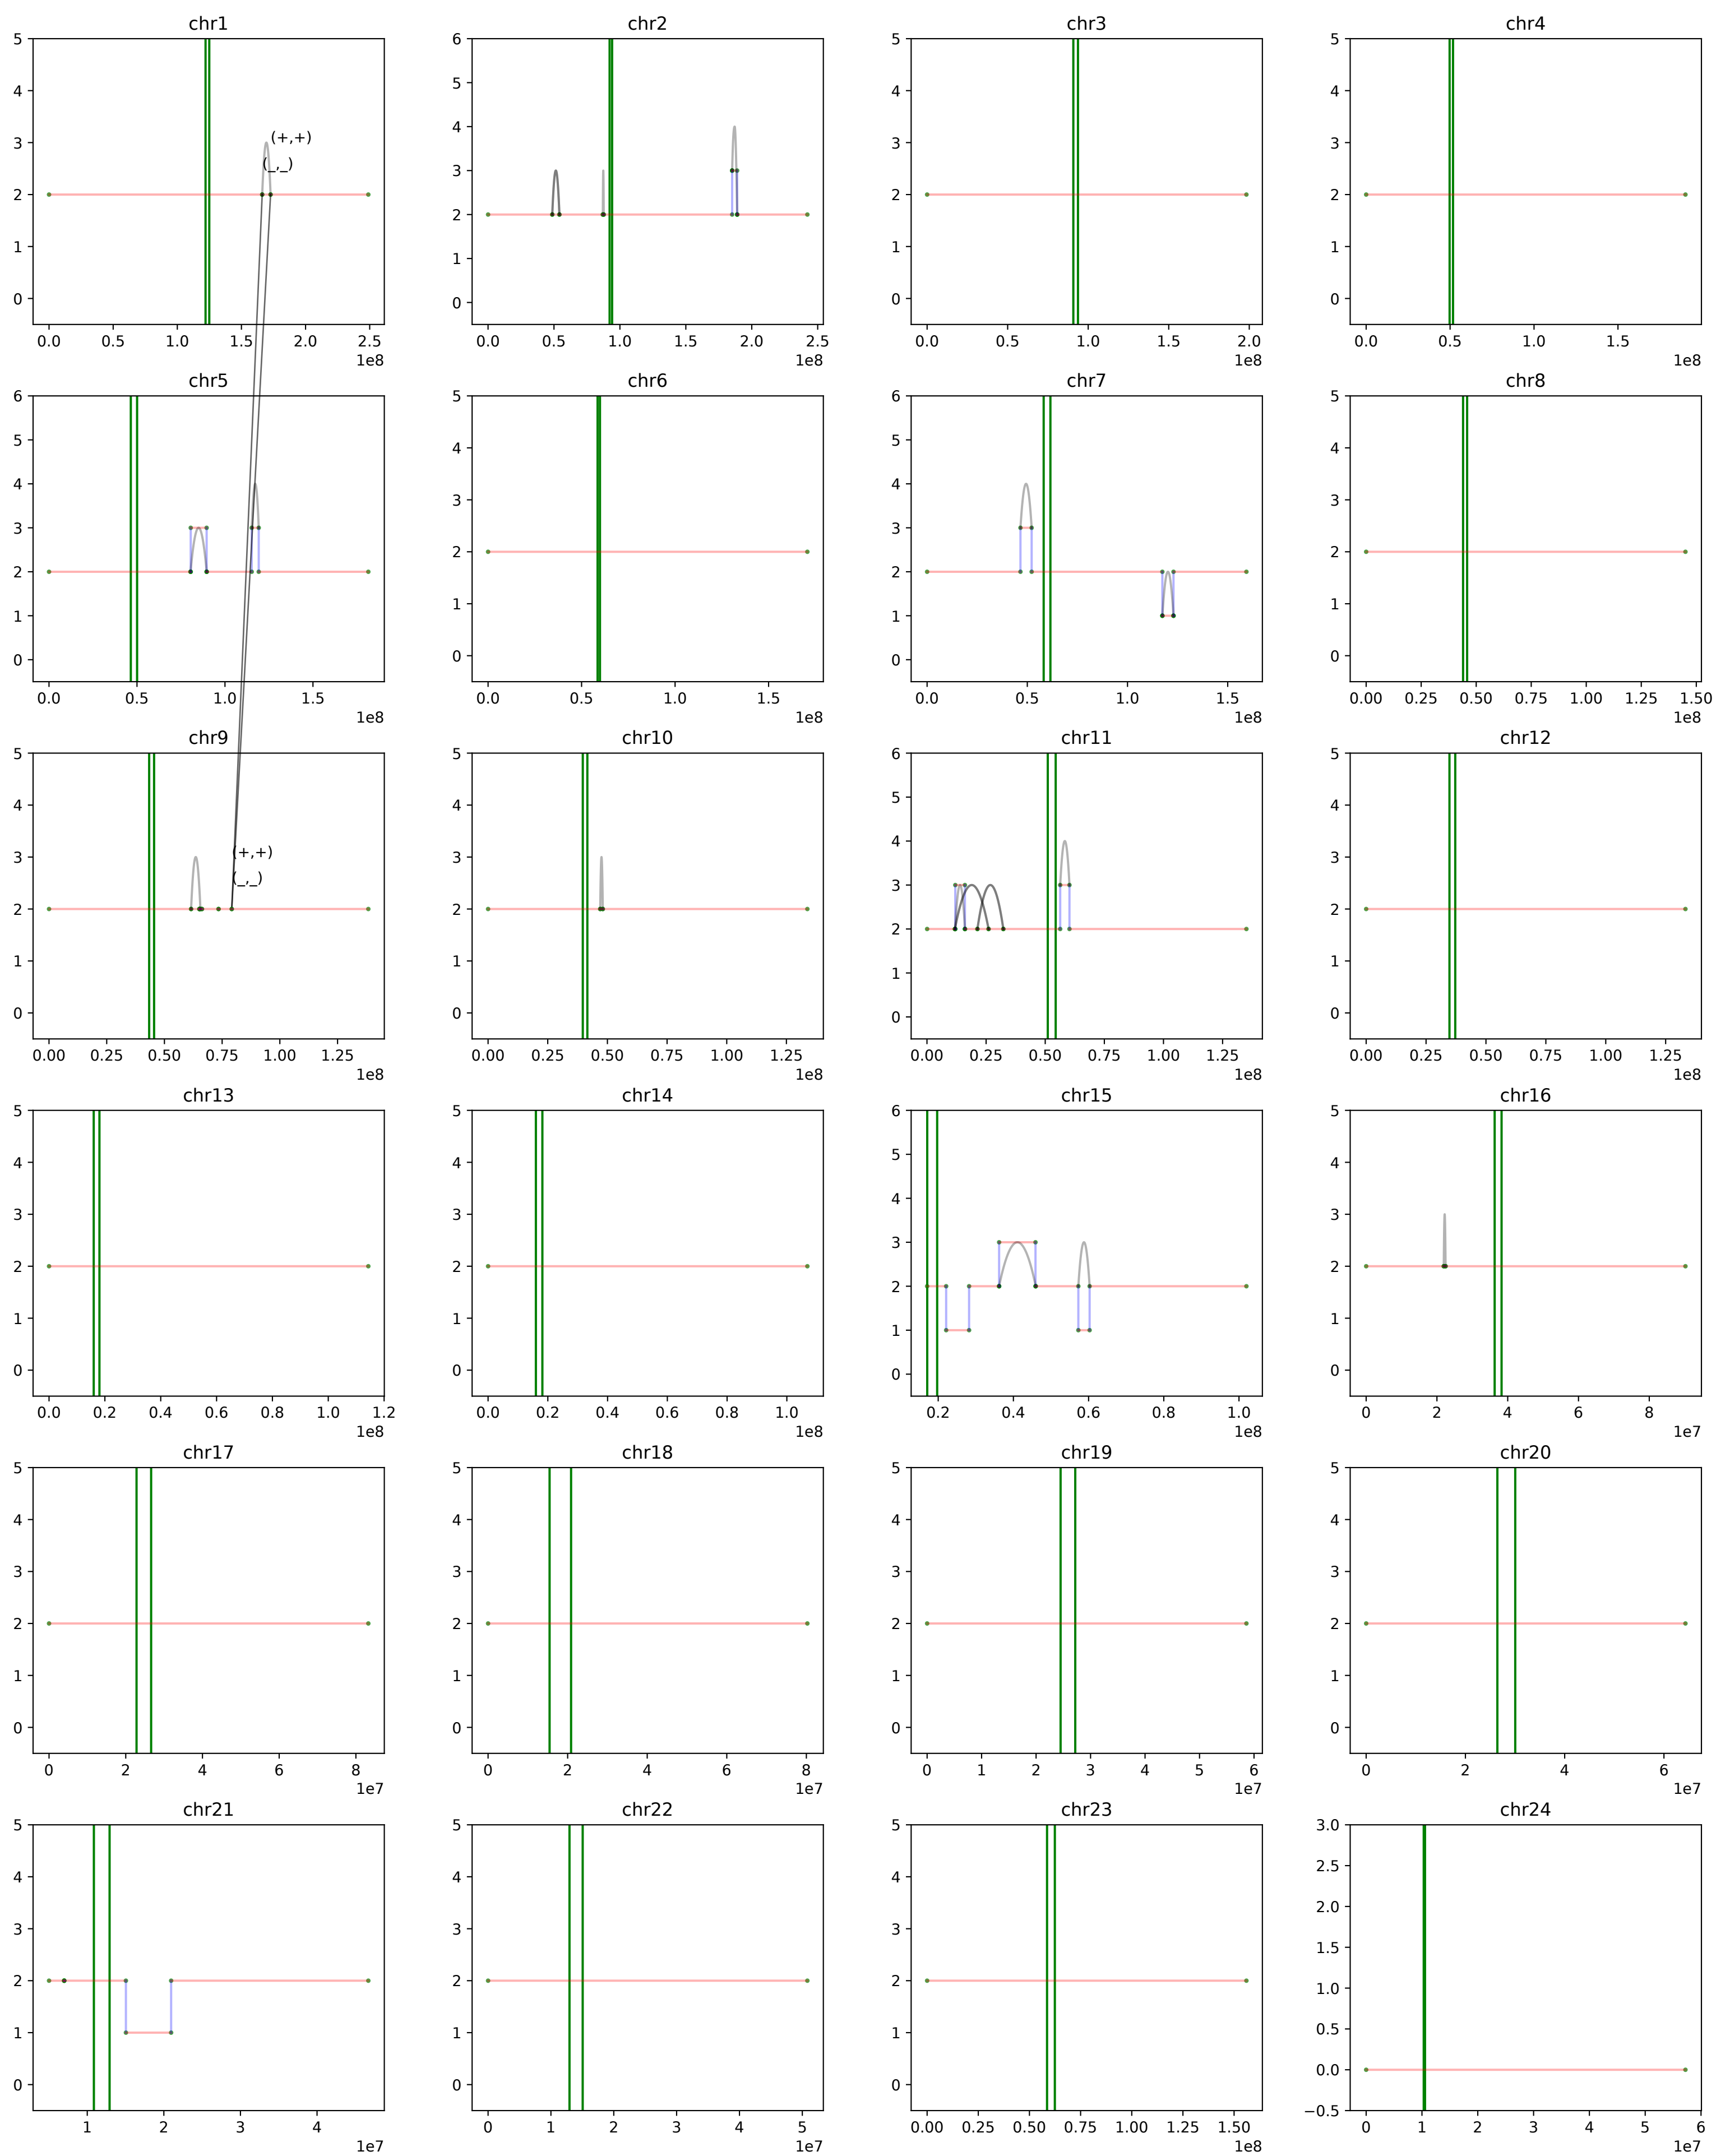 chr1 chr2 chr3 chr4
5 6 5 5
4 5 4 4
3 (+,+) 4 3 3
(_,_)
2 3 2 2
1 2 1 1
0 1 0 0
0
0.0 0.5 1.0 1.5 2.0 2.5 0.0 0.5 1.0 1.5 2.0 2.5 0.0 0.5 1.0 1.5 2.0 0.0 0.5 1.0 1.5
1e8 1e8 1e8 1e8
chr5 chr6 chr7 chr8
6 5 6 5
5 4 5 4
4 3 4 3
3 2 3 2
2 1 2 1
1 0 1 0
0 0
0.0 0.5 1.0 1.5 0.0 0.5 1.0 1.5 0.0 0.5 1.0 1.5 0.00 0.25 0.50 0.75 1.00 1.25 1.50
1e8 1e8 1e8 1e8
chr9 chr10 chr11 chr12
5 5 6 5
4 4 5 4
3 (+,+) 3 4 3
(_,_)
2 2 3 2
1 1 2 1
0 0 1 0
0
0.00 0.25 0.50 0.75 1.00 1.25 0.00 0.25 0.50 0.75 1.00 1.25 0.00 0.25 0.50 0.75 1.00 1.25 0.00 0.25 0.50 0.75 1.00 1.25
1e8 1e8 1e8 1e8
chr13 chr14 chr15 chr16
5 5 6 5
4 4 5 4
3 3 4 3
2 2 3 2
1 1 2 1
0 0 1 0
0
0.0 0.2 0.4 0.6 0.8 1.0 1.2 0.0 0.2 0.4 0.6 0.8 1.0 0.2 0.4 0.6 0.8 1.0 0 2 4 6 8
1e8 1e8 1e8 1e7
chr17 chr18 chr19 chr20
5 5 5 5
4 4 4 4
3 3 3 3
2 2 2 2
1 1 1 1
0 0 0 0
0 2 4 6 8 0 2 4 6 8 0 1 2 3 4 5 6 0 2 4 6
1e7 1e7 1e7 1e7
chr21 chr22 chr23 chr24
5 5 5 3.0
4 4 4 2.5
3 3 3 2.0
2 2 2 1.5
1 1 1 1.0
0 0 0 0.5
0.0
−0.5
1 2 3 4 0 1 2 3 4 5 0.00 0.25 0.50 0.75 1.00 1.25 1.50 0 1 2 3 4 5 6
1e7 1e7 1e8 1e7